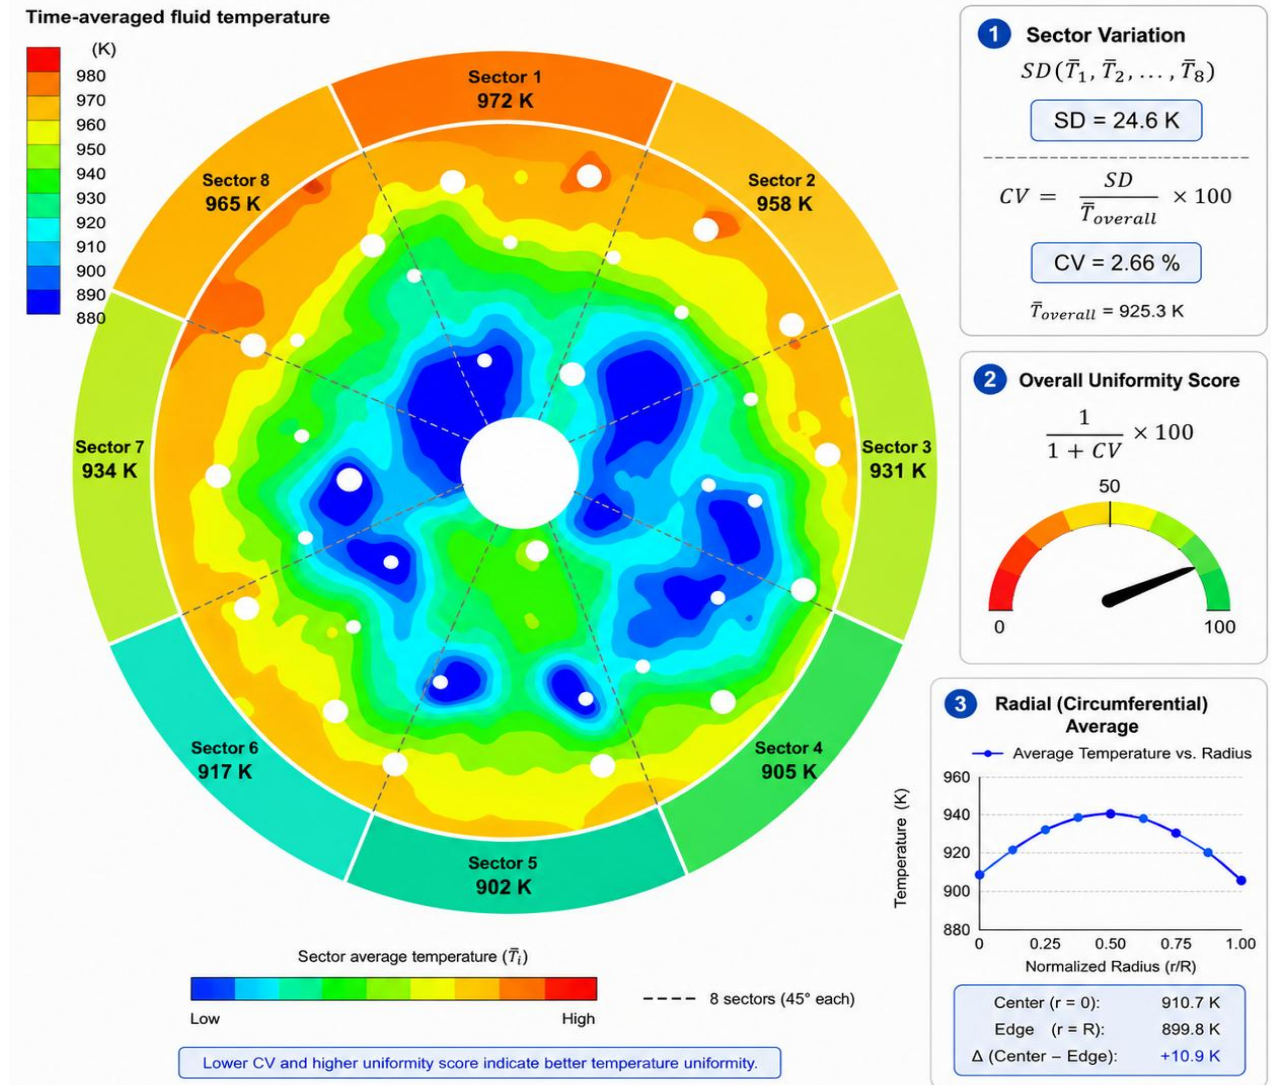 Time-averaged fluid temperature
(K)
980
970
960
950
940
930
920
910
900
890
880
Sector 1
972 K
Sector 2
958 K
Sector 3
931 K
Sector 4
905 K
Sector 5
902 K
Sector 6
917 K
Sector 7
934 K
Sector 8
965 K
Sector average temperature (T̄ᵢ)
Low High
8 sectors (45° each)
Lower CV and higher uniformity score indicate better temperature uniformity.
1 Sector Variation
SD(T̄₁, T̄₂, . . . , T̄₈)
SD = 24.6 K
CV = SD / T̄overall × 100
CV = 2.66 %
T̄overall = 925.3 K
2 Overall Uniformity Score
1 / 1 + CV × 100
50
0 100
3 Radial (Circumferential)
Average
Average Temperature vs. Radius
Temperature (K)
960
940
920
900
880
0 0.25 0.50 0.75 1.00
Normalized Radius (r/R)
Center (r = 0): 910.7 K
Edge (r = R): 899.8 K
Δ (Center − Edge): +10.9 K